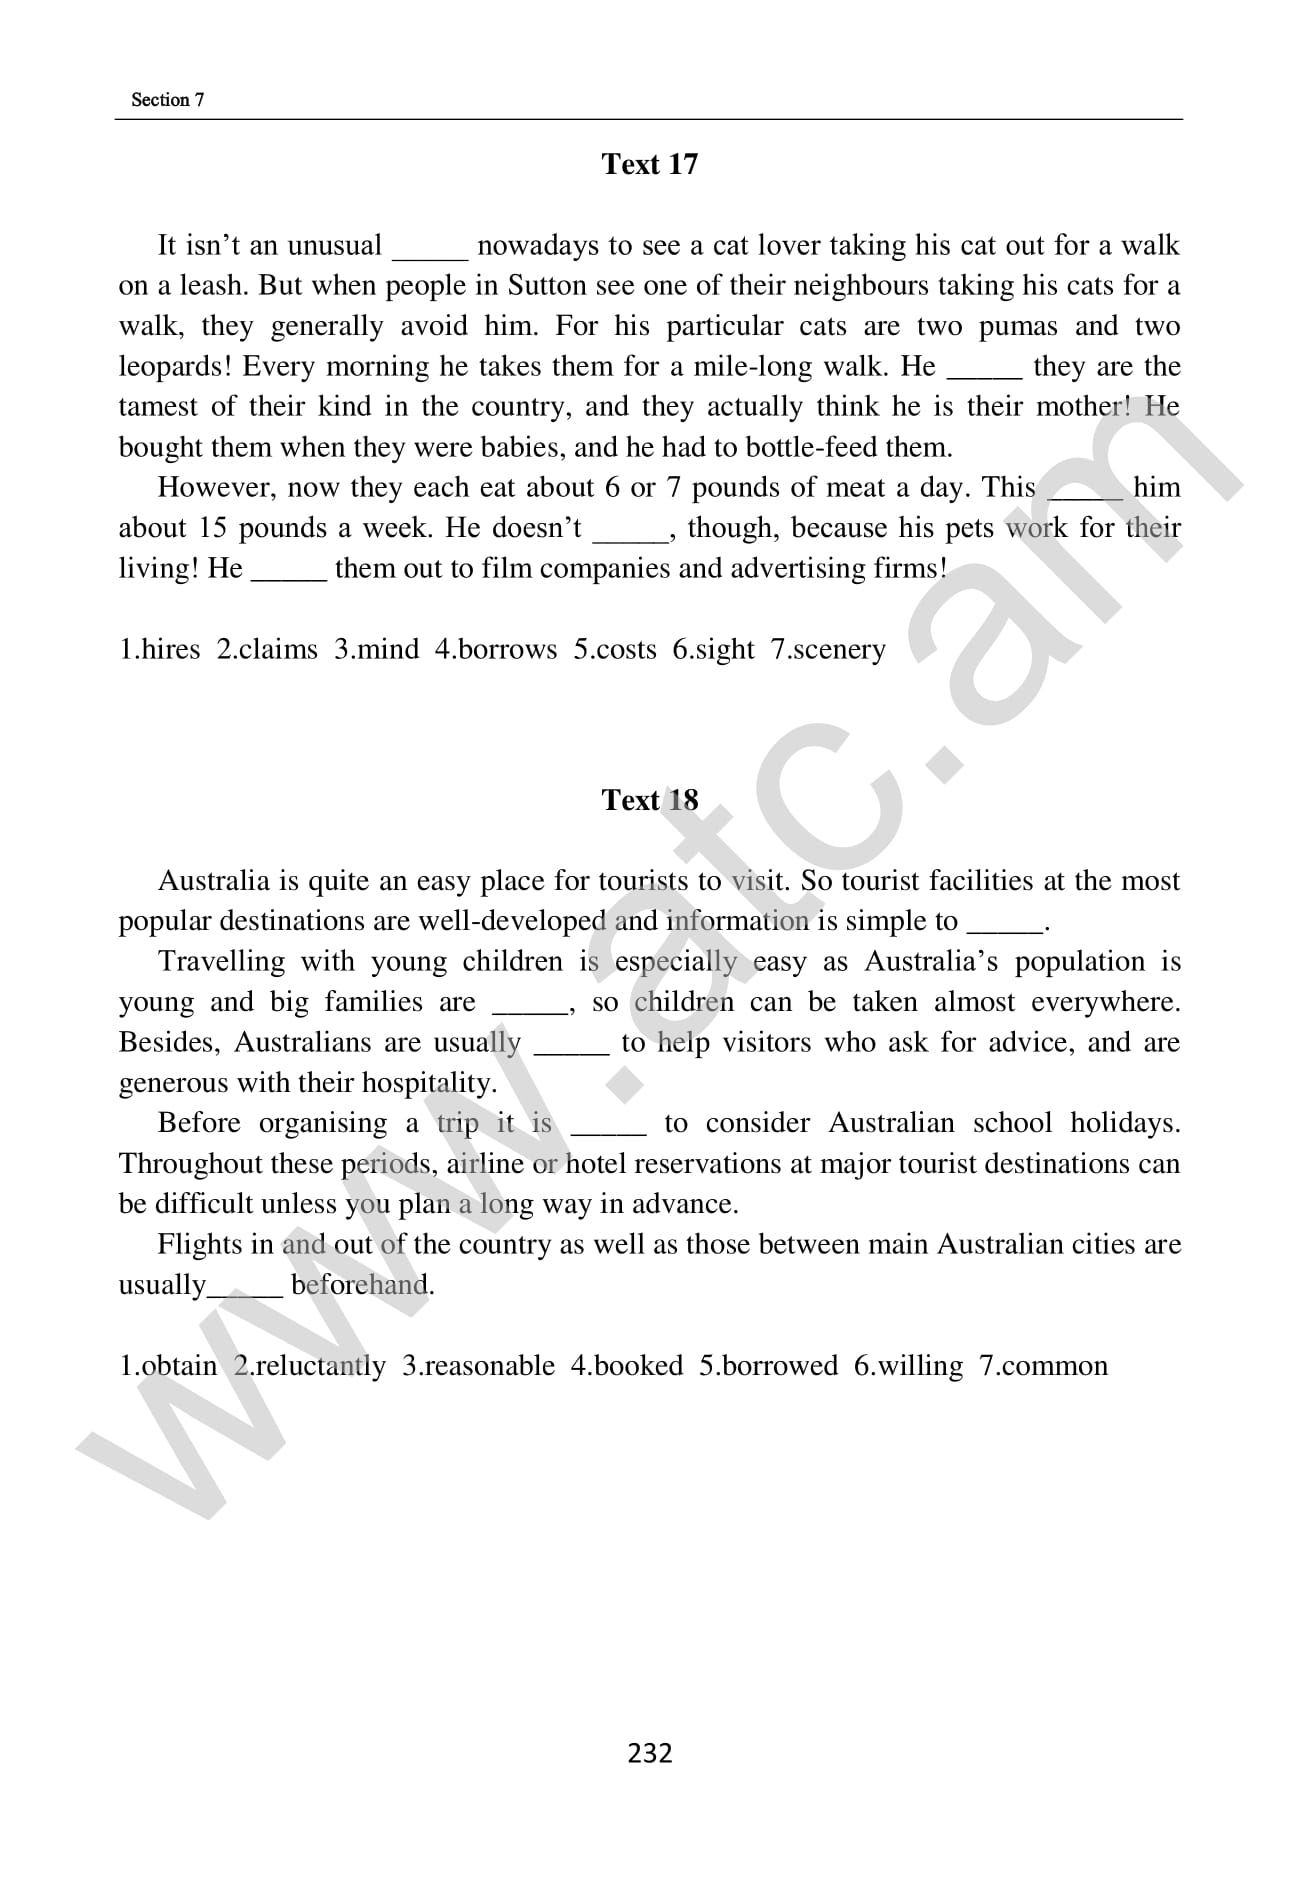 Section 7
Text 17
It isn’t an unusual _____ nowadays to see a cat lover taking his cat out for a walk
on a leash. But when people in Sutton see one of their neighbours taking his cats for a
walk, they generally avoid him. For his particular cats are two pumas and two
leopards! Every morning he takes them for a mile-long walk. He _____ they are the
tamest of their kind in the country, and they actually think he is their mother! He
bought them when they were babies, and he had to bottle-feed them.
However, now they each eat about 6 or 7 pounds of meat a day. This _____ him
about 15 pounds a week. He doesn’t _____, though, because his pets work for their
living! He _____ them out to film companies and advertising firms!
1.hires 2.claims 3.mind 4.borrows 5.costs 6.sight 7.scenery
Text 18
Australia is quite an easy place for tourists to visit. So tourist facilities at the most
popular destinations are well-developed and information is simple to _____.
Travelling with young children is especially easy as Australia’s population is
young and big families are _____, so children can be taken almost everywhere.
Besides, Australians are usually _____ to help visitors who ask for advice, and are
generous with their hospitality.
Before organising a trip it is _____ to consider Australian school holidays.
Throughout these periods, airline or hotel reservations at major tourist destinations can
be difficult unless you plan a long way in advance.
Flights in and out of the country as well as those between main Australian cities are
usually_____ beforehand.
1.obtain 2.reluctantly 3.reasonable 4.booked 5.borrowed 6.willing 7.common
232
www.atc.am